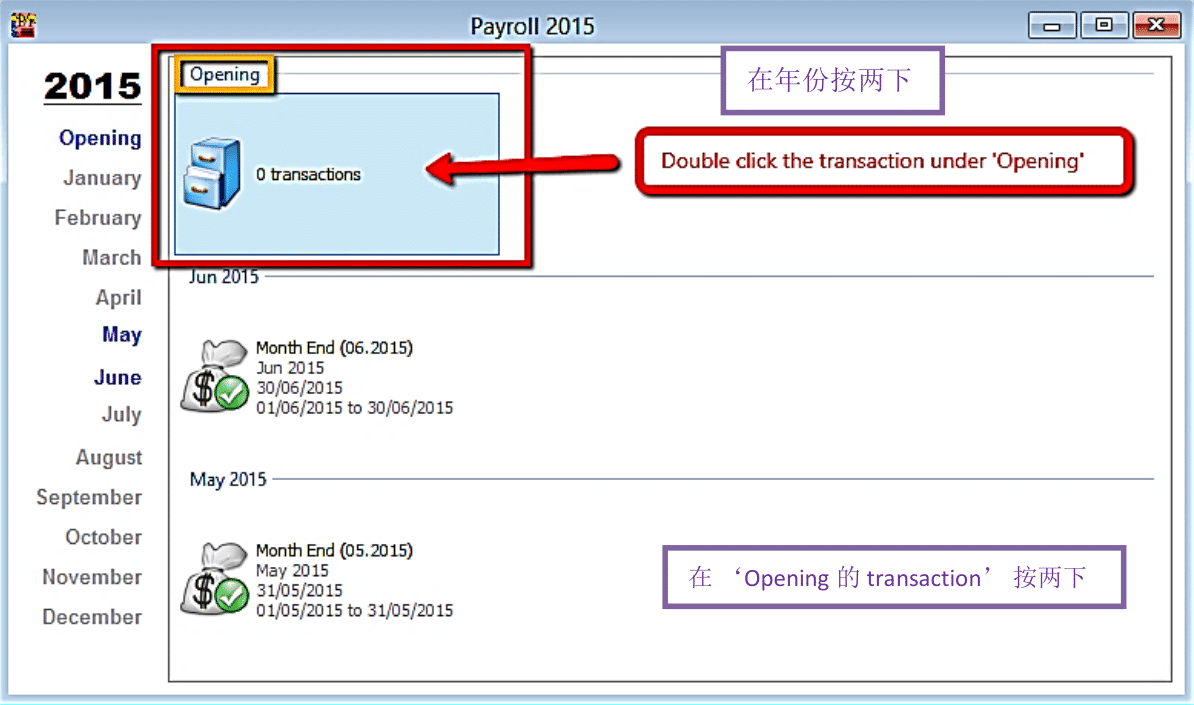 Payroll 2015
2015
Opening
January
February
March
April
May
June
July
August
September
October
November
December
Opening
0 transactions
在年份按两下
Double click the transaction under 'Opening'
Jun 2015
Month End (06.2015)
Jun 2015
30/06/2015
01/06/2015 to 30/06/2015
May 2015
Month End (05.2015)
May 2015
31/05/2015
01/05/2015 to 31/05/2015
在 ‘Opening 的 transaction’ 按两下